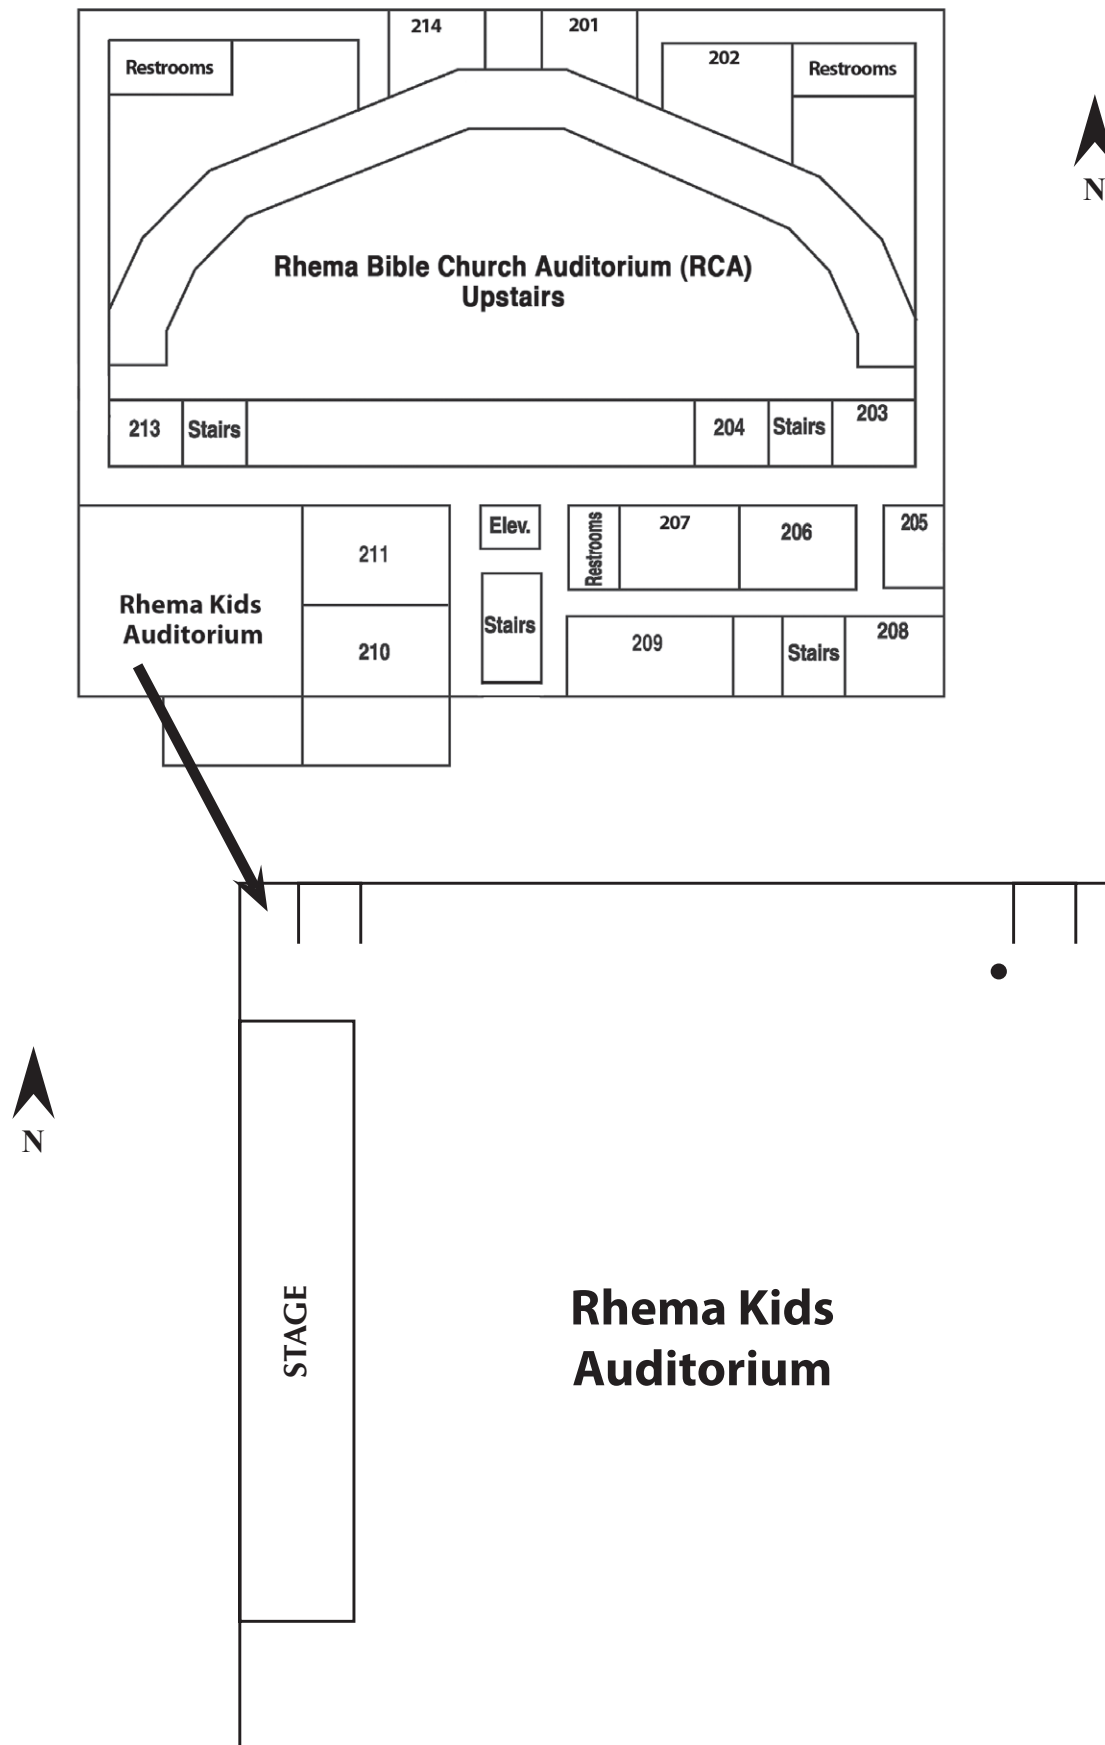 214
201
Restrooms
202
Restrooms
N
Rhema Bible Church Auditorium (RCA)
Upstairs
213
Stairs
204
Stairs
203
Elev.
Restrooms
207
206
205
211
Rhema Kids
Auditorium
210
Stairs
209
Stairs
208
N
STAGE
Rhema Kids
Auditorium